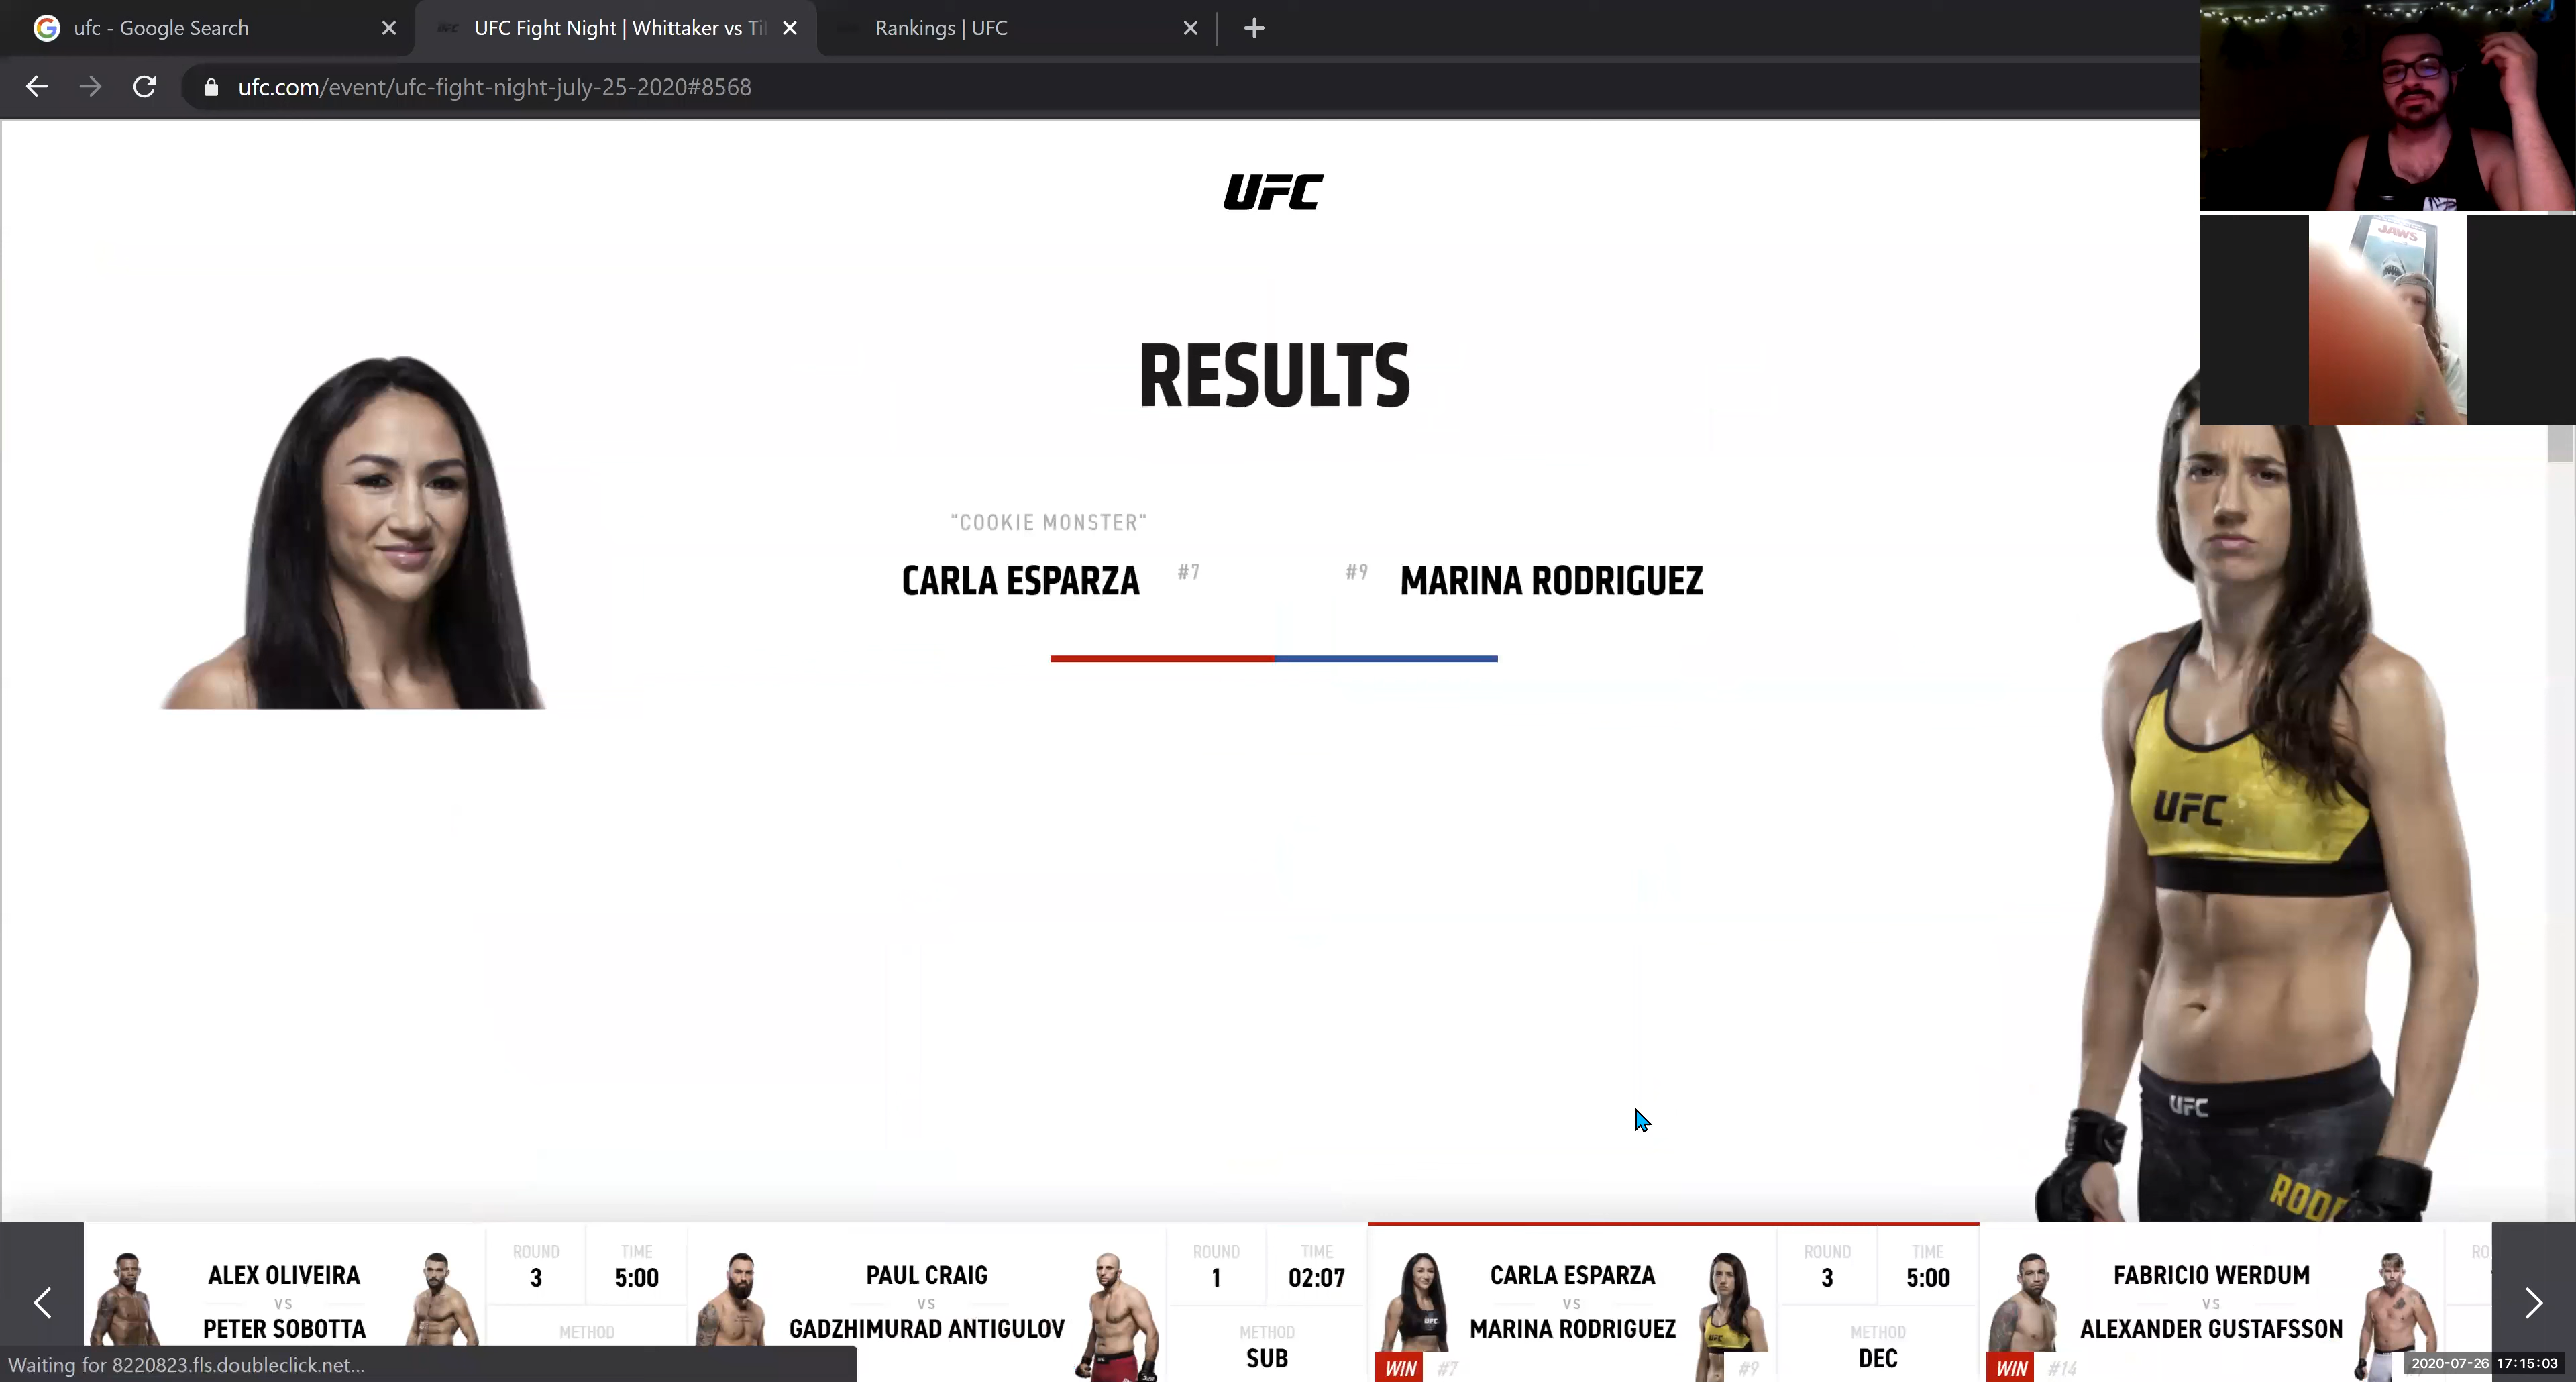 ufc - Google Search
UFC Fight Night | Whittaker vs Til
Rankings | UFC
ufc.com/event/ufc-fight-night-july-25-2020#8568
JAWS
UFC
RESULTS
"COOKIE MONSTER"
CARLA ESPARZA #7
#9 MARINA RODRIGUEZ
UFC
UFC
ALEX OLIVEIRA
VS
PETER SOBOTTA
ROUND
3
TIME
5:00
METHOD
PAUL CRAIG
VS
GADZHIMURAD ANTIGULOV
ROUND
1
TIME
02:07
METHOD
SUB
CARLA ESPARZA
VS
MARINA RODRIGUEZ
WIN #7
#9
ROUND
3
TIME
5:00
METHOD
DEC
FABRICIO WERDUM
VS
ALEXANDER GUSTAFSSON
WIN #14
RO
Waiting for 8220823.fls.doubleclick.net...
2020-07-26 17:15:03